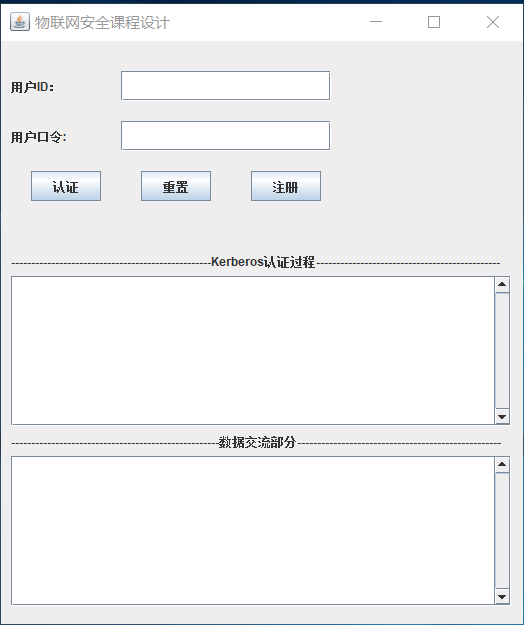 物联网安全课程设计
用户ID:
用户口令:
认证 重置 注册
----------------------------------------------------Kerberos认证过程----------------------------------------------
----------------------------------------------------数据交流部分---------------------------------------------------